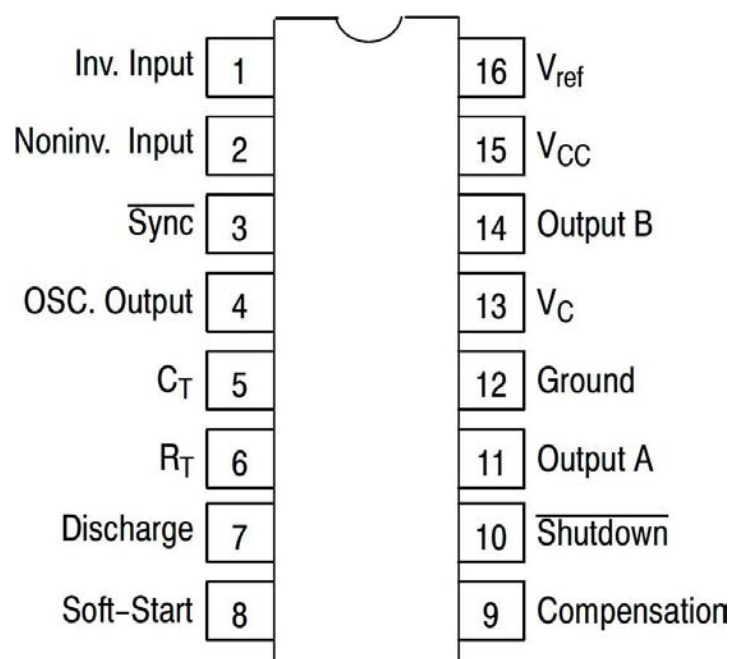 Inv. Input 1 16 Vref
Noninv. Input 2 15 VCC
Sync 3 14 Output B
OSC. Output 4 13 VC
CT 5 12 Ground
RT 6 11 Output A
Discharge 7 10 Shutdown
Soft-Start 8 9 Compensation